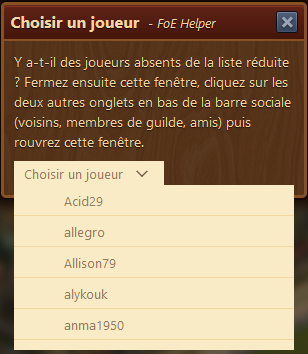 Choisir un joueur - FoE Helper
Y a-t-il des joueurs absents de la liste réduite
? Fermez ensuite cette fenêtre, cliquez sur les
deux autres onglets en bas de la barre sociale
(voisins, membres de guilde, amis) puis
rouvrez cette fenêtre.
Choisir un joueur
Acid29
allegro
Allison79
alykouk
anma1950